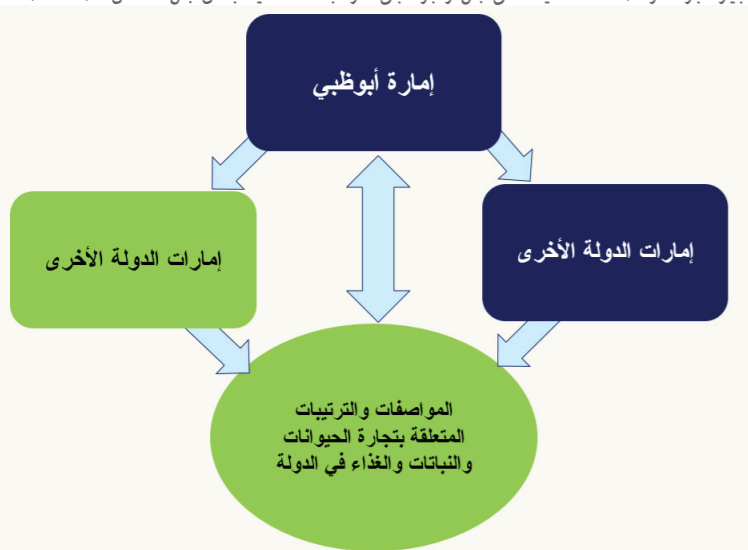 إمارة أبوظبي
إمارات الدولة الأخرى
إمارات الدولة الأخرى
المواصفات والترتيبات
المتعلقة بتجارة الحيوانات
والنباتات والغذاء في الدولة